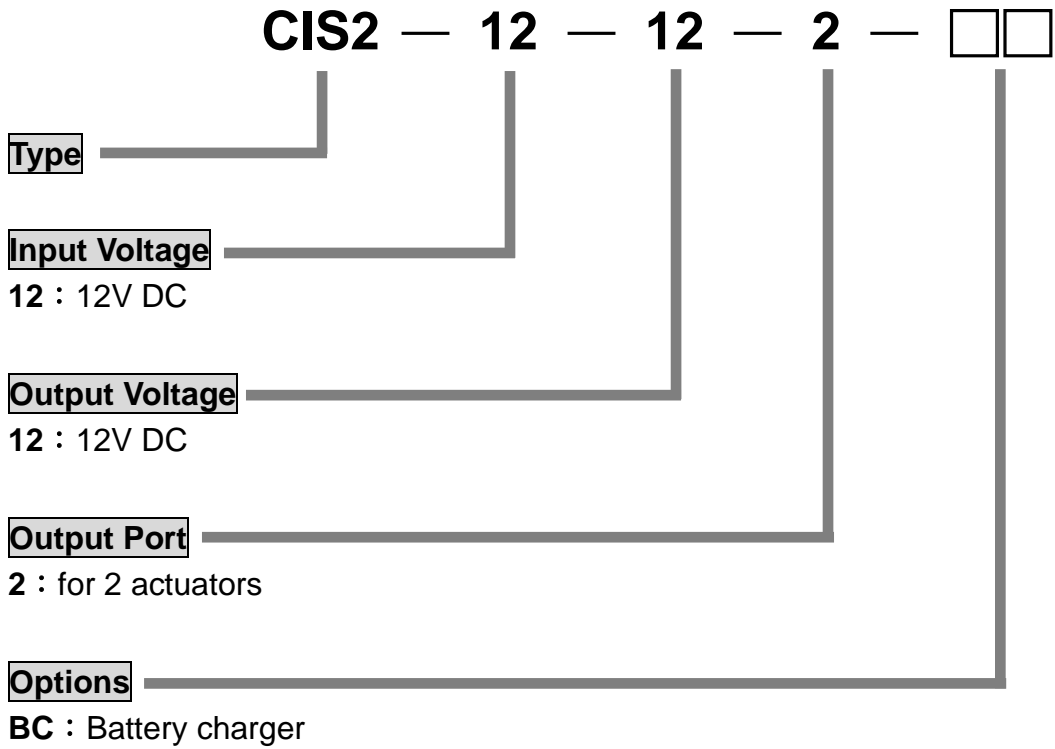 CIS2 — 12 — 12 — 2 — □□
Type
Input Voltage
12：12V DC
Output Voltage
12：12V DC
Output Port
2：for 2 actuators
Options
BC：Battery charger